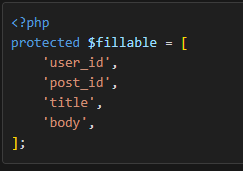 <?php
protected $fillable = [
    'user_id',
    'post_id',
    'title',
    'body',
];